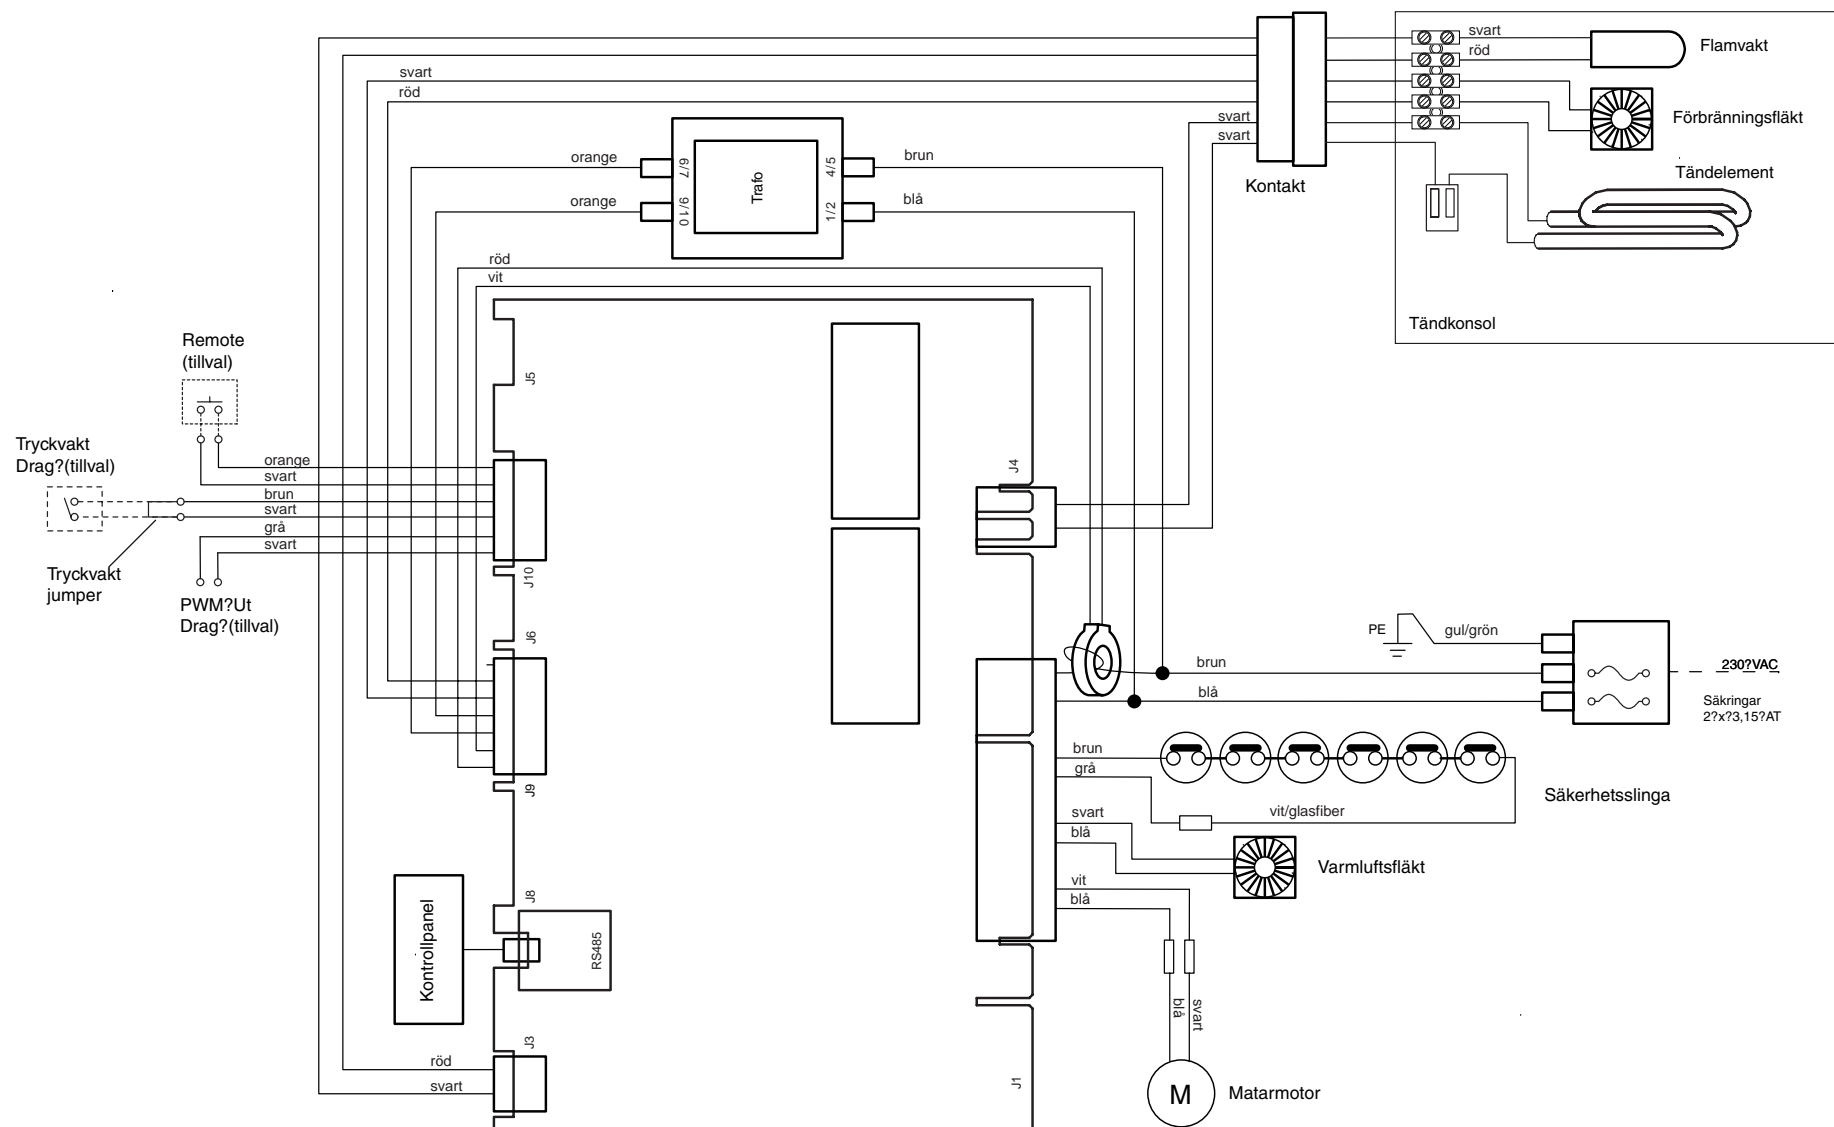 svart
röd
Flamvakt
Förbränningsfläkt
Tändelement
Tändkonsol
Kontakt
svart
röd
svart
svart
orange
orange
6/7
9/10
Trafo
4/5
1/2
brun
blå
röd
vit
Remote
(tillval)
Tryckvakt
Drag?(tillval)
orange
svart
brun
svart
grå
svart
Tryckvakt
jumper
PWM?Ut
Drag?(tillval)
J5
J10
J6
J9
J8
J3
J4
J1
PE
gul/grön
brun
blå
230?VAC
Säkringar
2?x?3,15?AT
brun
grå
vit/glasfiber
Säkerhetsslinga
svart
blå
Varmluftsfläkt
vit
blå
blå
svart
M
Matarmotor
Kontrollpanel
RS485
röd
svart